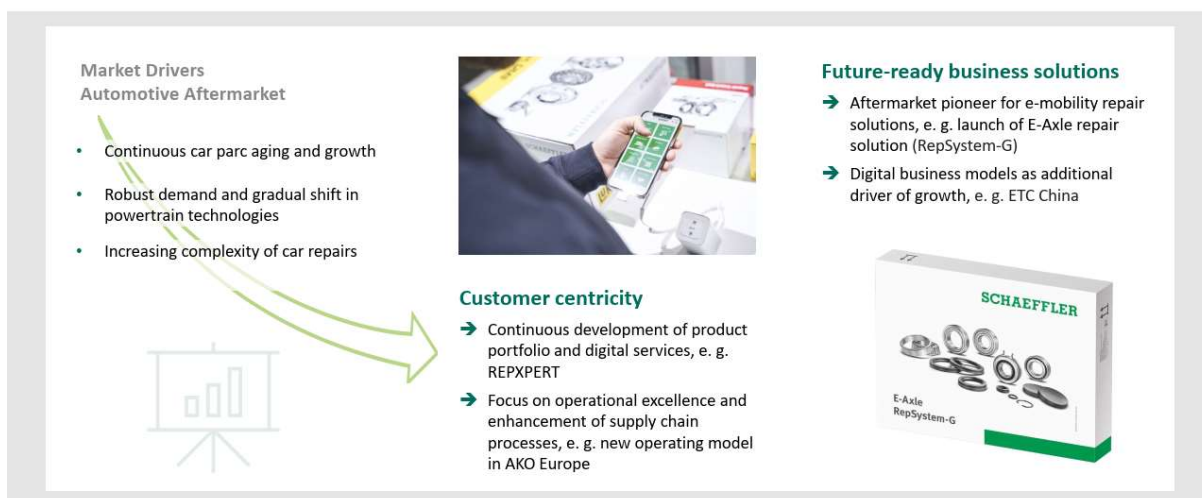 Market Drivers
Automotive Aftermarket
• Continuous car parc aging and growth
• Robust demand and gradual shift in
powertrain technologies
• Increasing complexity of car repairs
Customer centricity
➔ Continuous development of product
portfolio and digital services, e. g.
REPXPERT
➔ Focus on operational excellence and
enhancement of supply chain
processes, e. g. new operating model
in AKO Europe
Future-ready business solutions
➔ Aftermarket pioneer for e-mobility repair
solutions, e. g. launch of E-Axle repair
solution (RepSystem-G)
➔ Digital business models as additional
driver of growth, e. g. ETC China
SCHAEFFLER
E-Axle
RepSystem-G